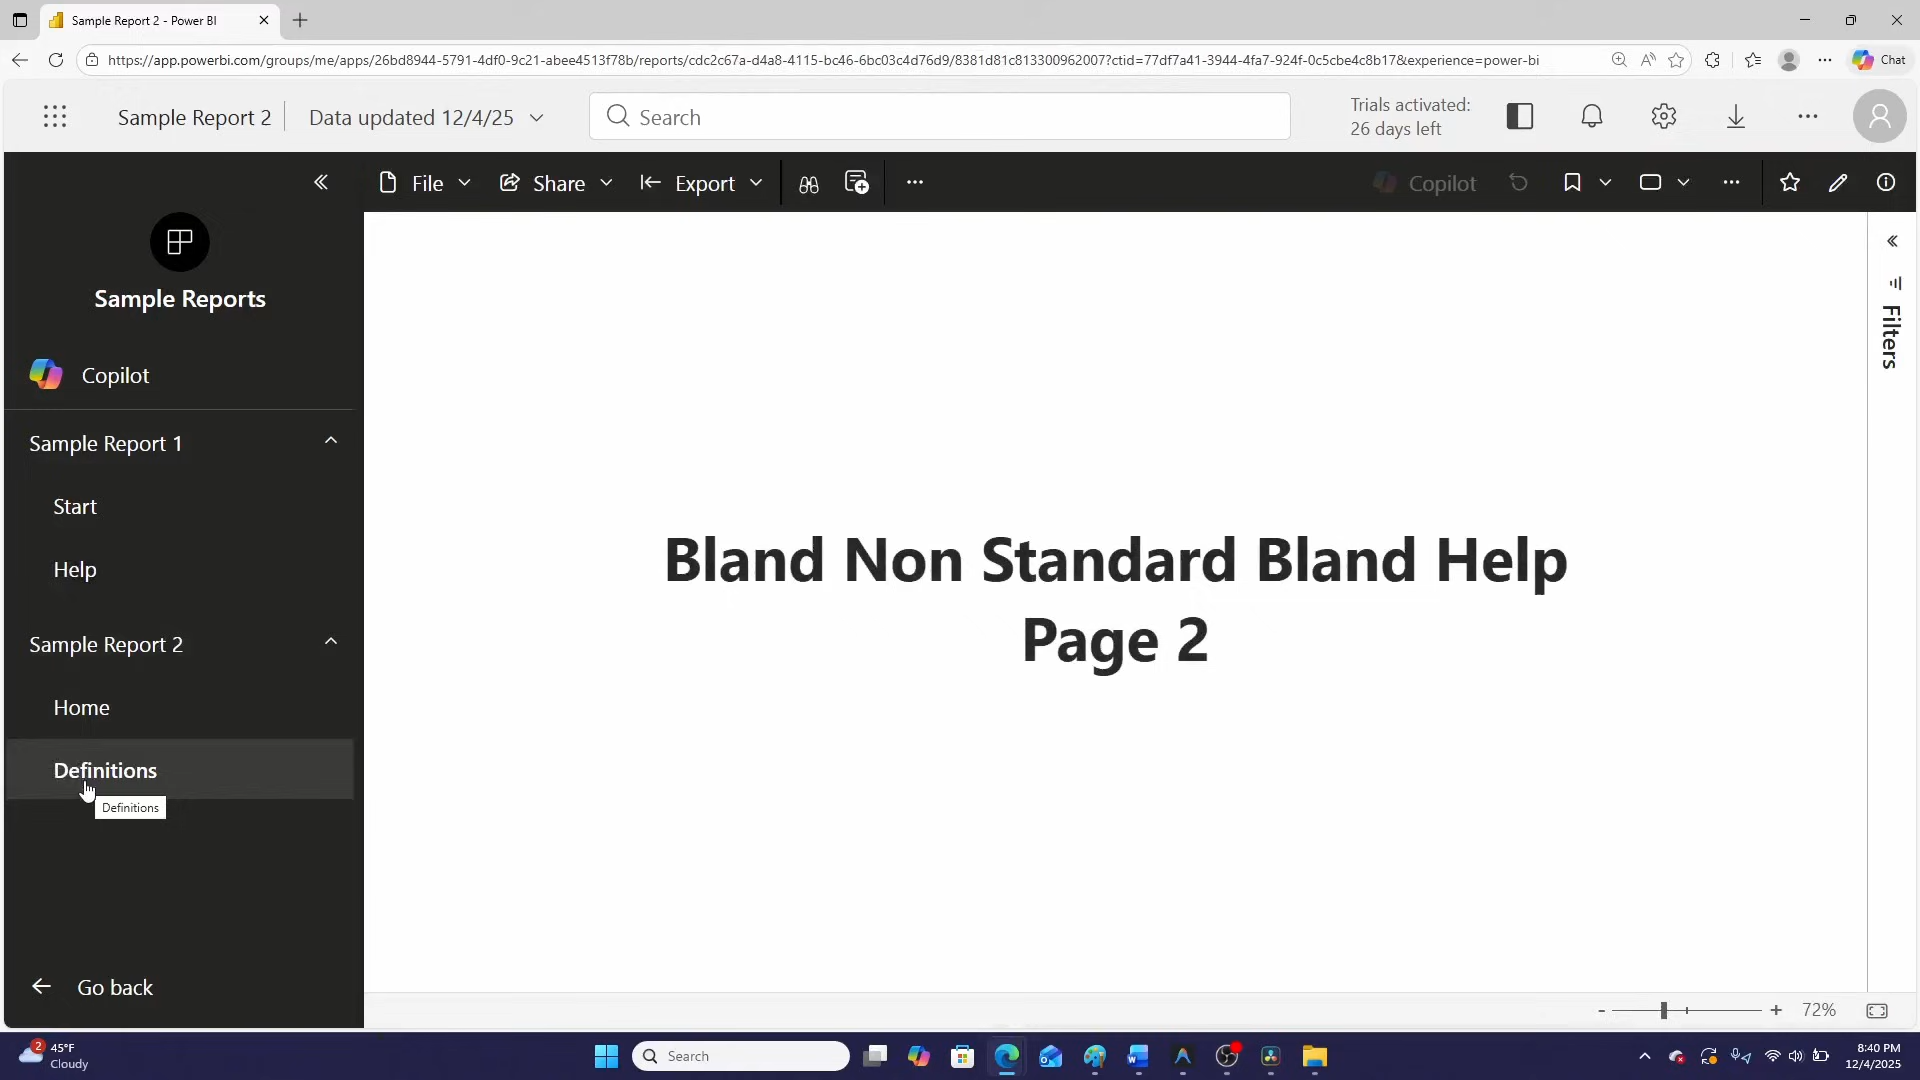 Sample Report 2 - Power BI
https://app.powerbi.com/groups/me/apps/26bd8944-5791-4df0-9c21-abee4513f78b/reports/cdc2c67a-d4a8-4115-bc46-6bc03c4d76d9/8381d81c813300962007?ctid=77df7a41-3944-4fa7-924f-0c5cbe4c8b17&experience=power-bi
Chat
Sample Report 2
Data updated 12/4/25
Search
Trials activated:
26 days left
File
Share
Export
Copilot
Sample Reports
Copilot
Sample Report 1
Start
Help
Sample Report 2
Home
Definitions
Definitions
Go back
Bland Non Standard Bland Help
Page 2
Filters
- + 72%
2
45°F
Cloudy
Search
8:40 PM
12/4/2025